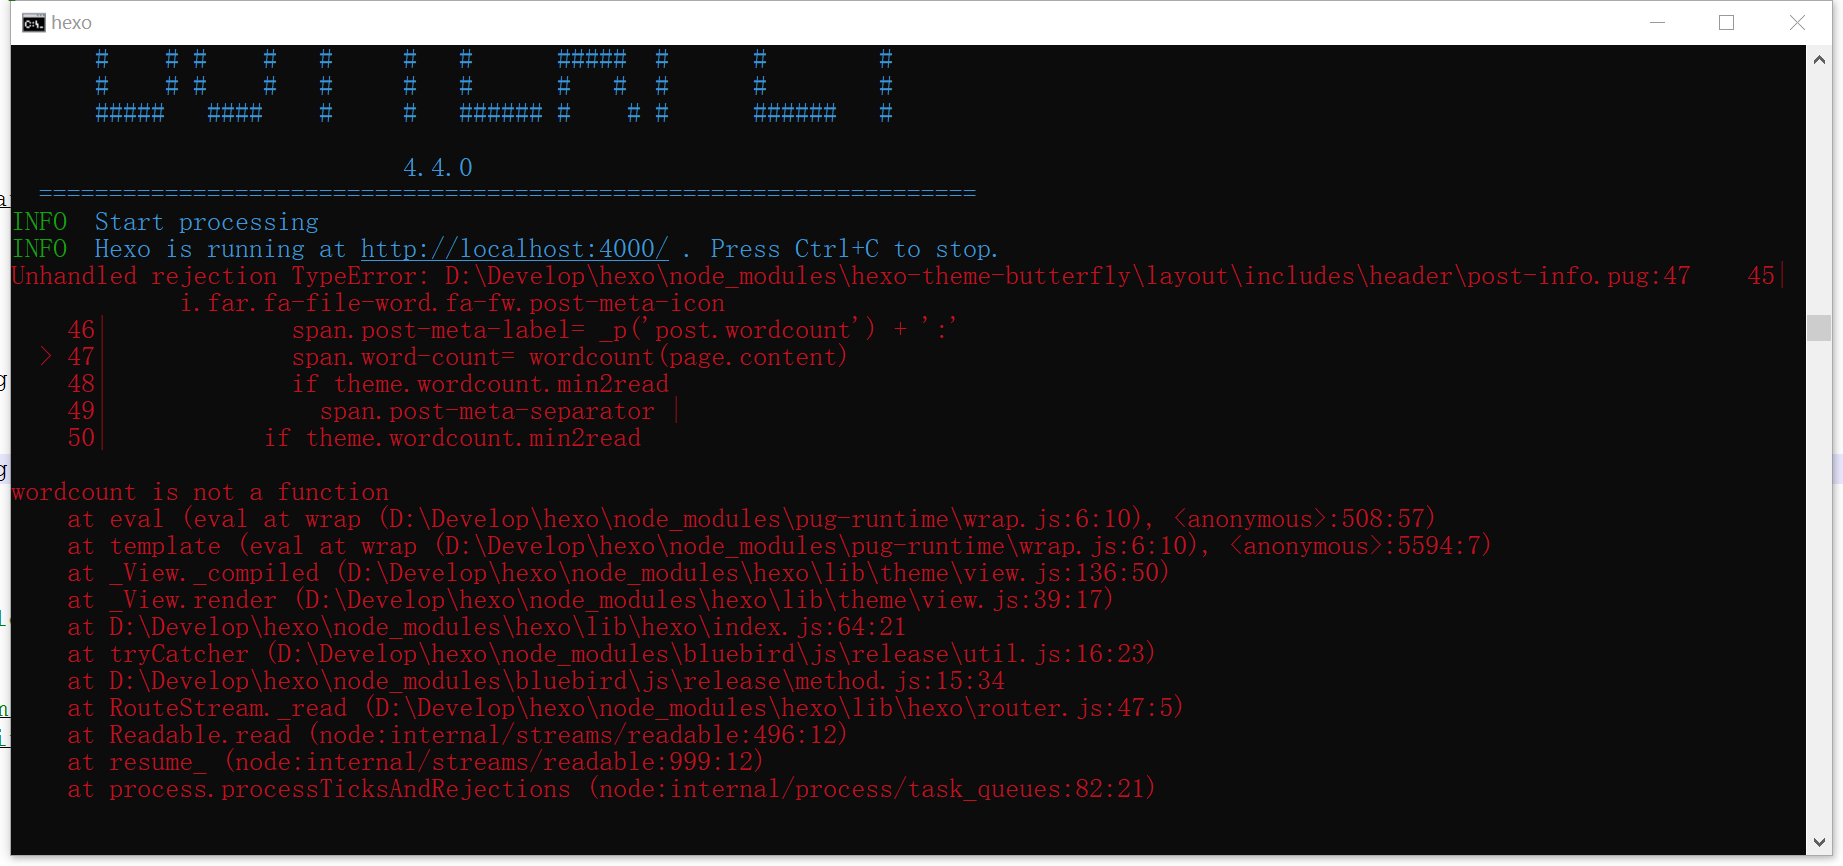 hexo
#    # #    #   #     #   #      ##### #      #        #
#    # #    #   #     #   #      #   # #      #        #
#####   ####    #     #   ###### #    # #      ######   #
4.4.0
===================================================================
INFO  Start processing
INFO  Hexo is running at http://localhost:4000/ . Press Ctrl+C to stop.
Unhandled rejection TypeError: D:\Develop\hexo\node_modules\hexo-theme-butterfly\layout\includes\header\post-info.pug:47    45|
            i.far.fa-file-word.fa-fw.post-meta-icon
    46|             span.post-meta-label= _p('post.wordcount') + ':'
  > 47|             span.word-count= wordcount(page.content)
    48|             if theme.wordcount.min2read
    49|               span.post-meta-separator |
    50|           if theme.wordcount.min2read
wordcount is not a function
    at eval (eval at wrap (D:\Develop\hexo\node_modules\pug-runtime\wrap.js:6:10), <anonymous>:508:57)
    at template (eval at wrap (D:\Develop\hexo\node_modules\pug-runtime\wrap.js:6:10), <anonymous>:5594:7)
    at _View._compiled (D:\Develop\hexo\node_modules\hexo\lib\theme\view.js:136:50)
    at _View.render (D:\Develop\hexo\node_modules\hexo\lib\theme\view.js:39:17)
    at D:\Develop\hexo\node_modules\hexo\lib\hexo\index.js:64:21
    at tryCatcher (D:\Develop\hexo\node_modules\bluebird\js\release\util.js:16:23)
    at D:\Develop\hexo\node_modules\bluebird\js\release\method.js:15:34
    at RouteStream._read (D:\Develop\hexo\node_modules\hexo\lib\hexo\router.js:47:5)
    at Readable.read (node:internal/streams/readable:496:12)
    at resume_ (node:internal/streams/readable:999:12)
    at process.processTicksAndRejections (node:internal/process/task_queues:82:21)